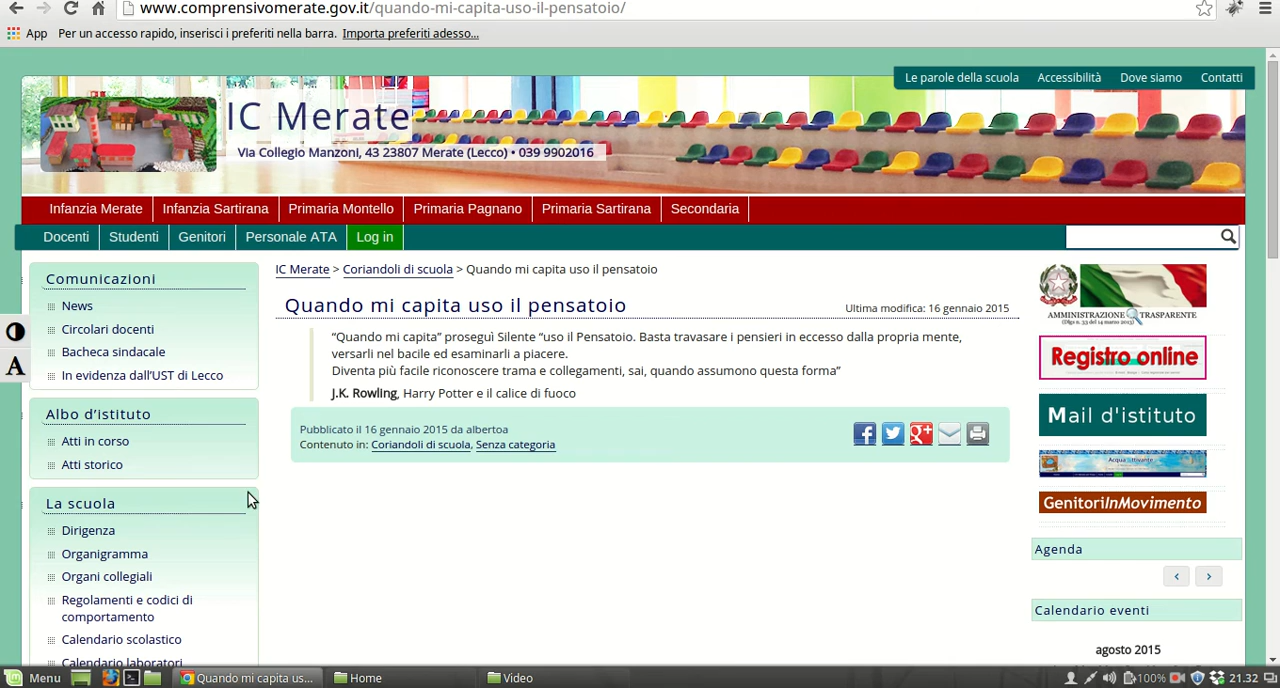 www.comprensivomerate.gov.it/quando-mi-capita-uso-il-pensatoio/
App Per un accesso rapido, inserisci i preferiti nella barra. Importa preferiti adesso...
Le parole della scuola Accessibilità Dove siamo Contatti
IC Merate
Via Collegio Manzoni, 43 23807 Merate (Lecco) • 039 9902016
Infanzia Merate Infanzia Sartirana Primaria Montello Primaria Pagnano Primaria Sartirana Secondaria
Docenti Studenti Genitori Personale ATA Log in
Comunicazioni
News
Circolari docenti
Bacheca sindacale
In evidenza dall'UST di Lecco
Albo d'istituto
Atti in corso
Atti storico
La scuola
Dirigenza
Organigramma
Organi collegiali
Regolamenti e codici di
comportamento
Calendario scolastico
Calendario laboratori
A
IC Merate > Coriandoli di scuola > Quando mi capita uso il pensatoio
Quando mi capita uso il pensatoio
Ultima modifica: 16 gennaio 2015
“Quando mi capita” proseguì Silente “uso il Pensatoio. Basta travasare i pensieri in eccesso dalla propria mente,
versarli nel bacile ed esaminarli a piacere.
Diventa più facile riconoscere trama e collegamenti, sai, quando assumono questa forma”
J.K. Rowling, Harry Potter e il calice di fuoco
Pubblicato il 16 gennaio 2015 da albertoa
Contenuto in: Coriandoli di scuola, Senza categoria
AMMINISTRAZIONE TRASPARENTE
Registro online
Mail d'istituto
GenitoriInMovimento
Agenda
‹ ›
Calendario eventi
agosto 2015
Menu Quando mi capita us... Home Video 100% 21.32